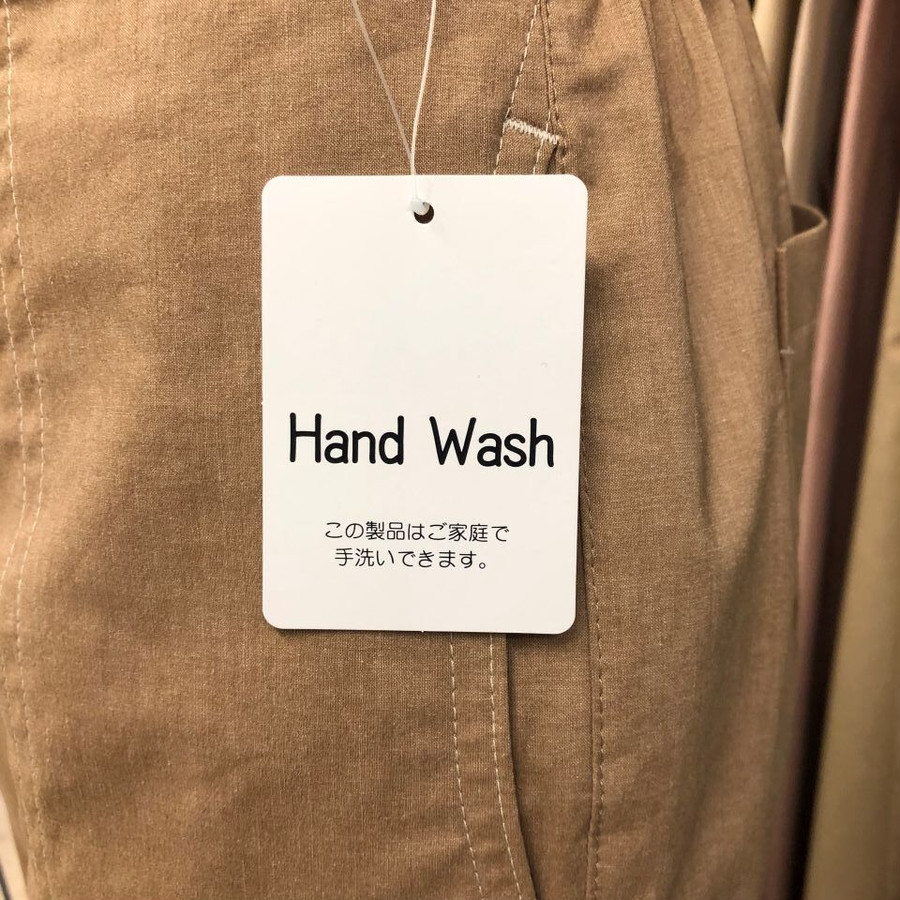 Hand Wash
この製品はご家庭で
手洗いできます。